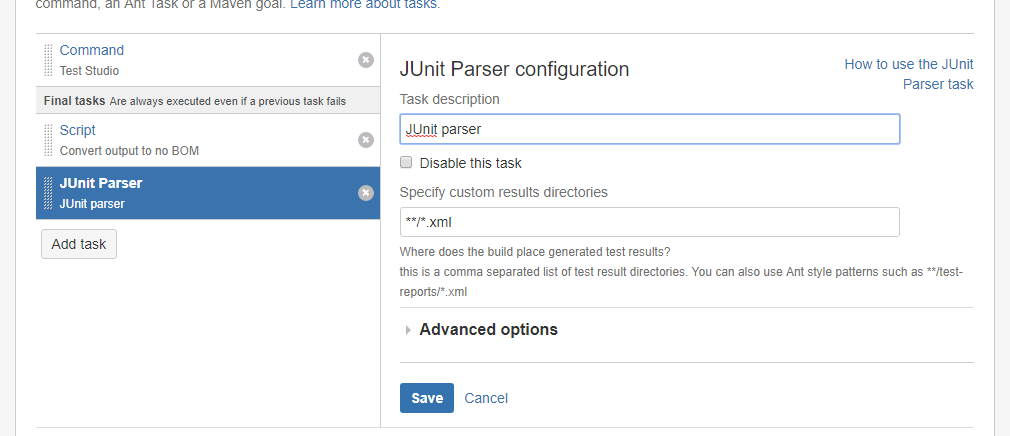 command, an Ant Task or a Maven goal. Learn more about tasks.
Command
Test Studio
Final tasks Are always executed even if a previous task fails
Script
Convert output to no BOM
JUnit Parser
JUnit parser
Add task
JUnit Parser configuration
How to use the JUnit
Parser task
Task description
JUnit parser
Disable this task
Specify custom results directories
**/*.xml
Where does the build place generated test results?
this is a comma separated list of test result directories. You can also use Ant style patterns such as **/test-
reports/*.xml
Advanced options
Save Cancel